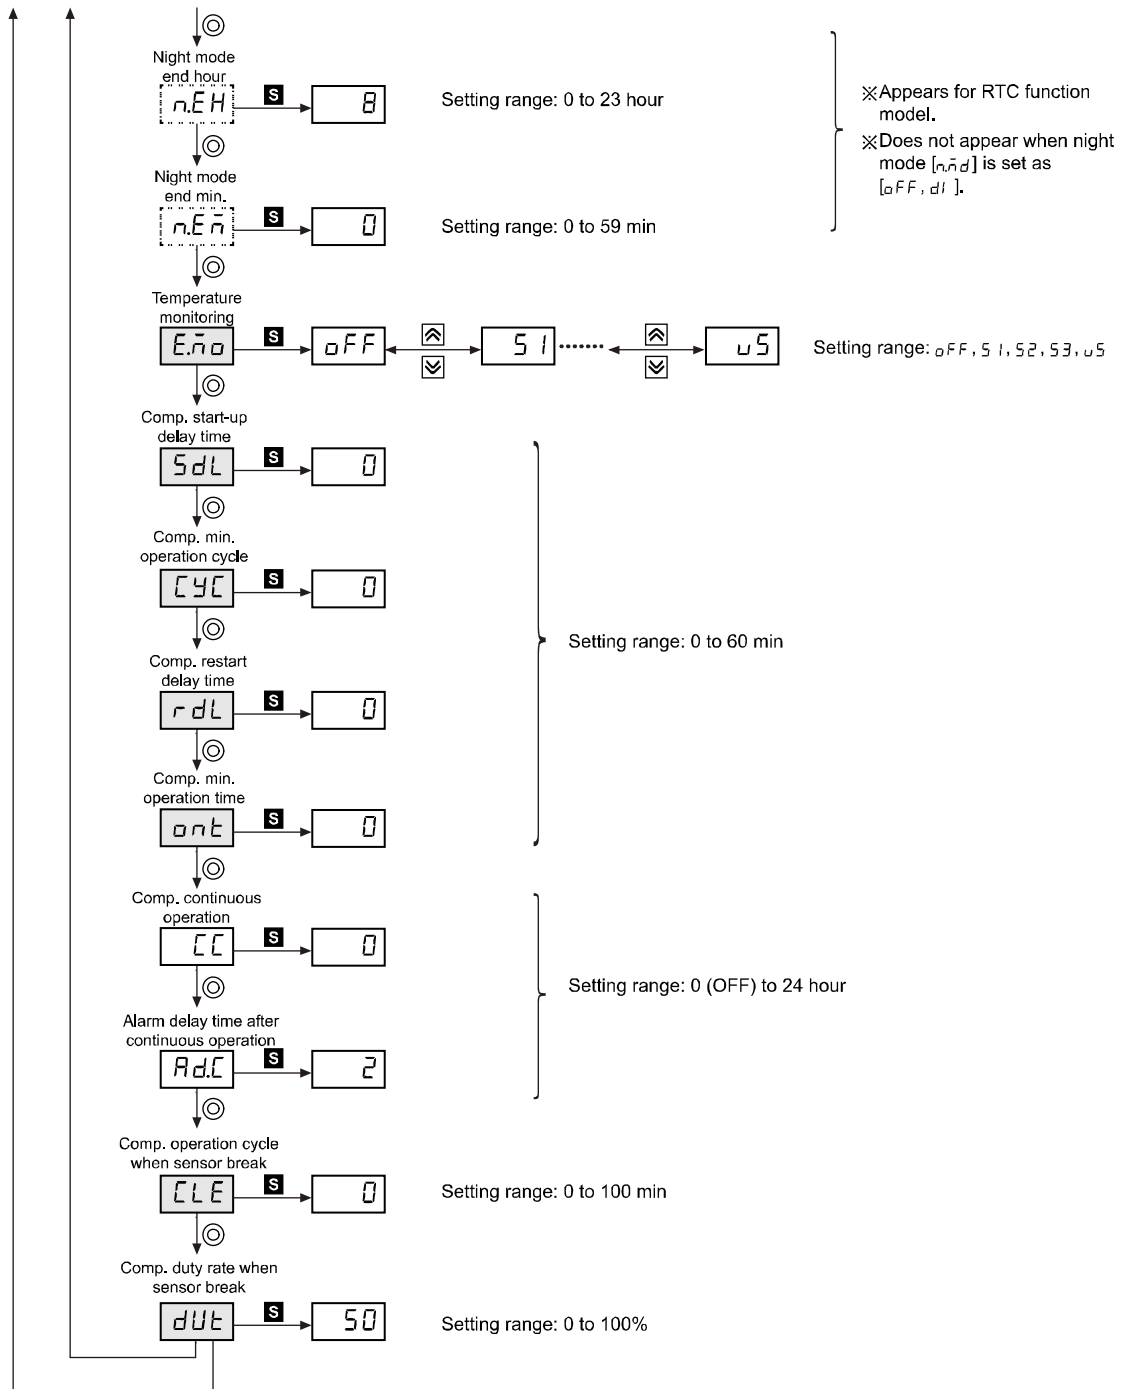 Night mode
end hour
n.EH
S
8
Setting range: 0 to 23 hour
※Appears for RTC function
model.
※Does not appear when night
mode [n.m̄d] is set as
[oFF, dI ].
Night mode
end min.
n.Em̄
S
0
Setting range: 0 to 59 min
Temperature
monitoring
E.m̄o
S
oFF
S1
uS
Setting range: oFF, S1, S2, S3, uS
Comp. start-up
delay time
SdL
S
0
Comp. min.
operation cycle
CYC
S
0
Setting range: 0 to 60 min
Comp. restart
delay time
rdL
S
0
Comp. min.
operation time
ont
S
0
Comp. continuous
operation
CC
S
0
Setting range: 0 (OFF) to 24 hour
Alarm delay time after
continuous operation
Ad.C
S
2
Comp. operation cycle
when sensor break
CLE
S
0
Setting range: 0 to 100 min
Comp. duty rate when
sensor break
dUt
S
50
Setting range: 0 to 100%